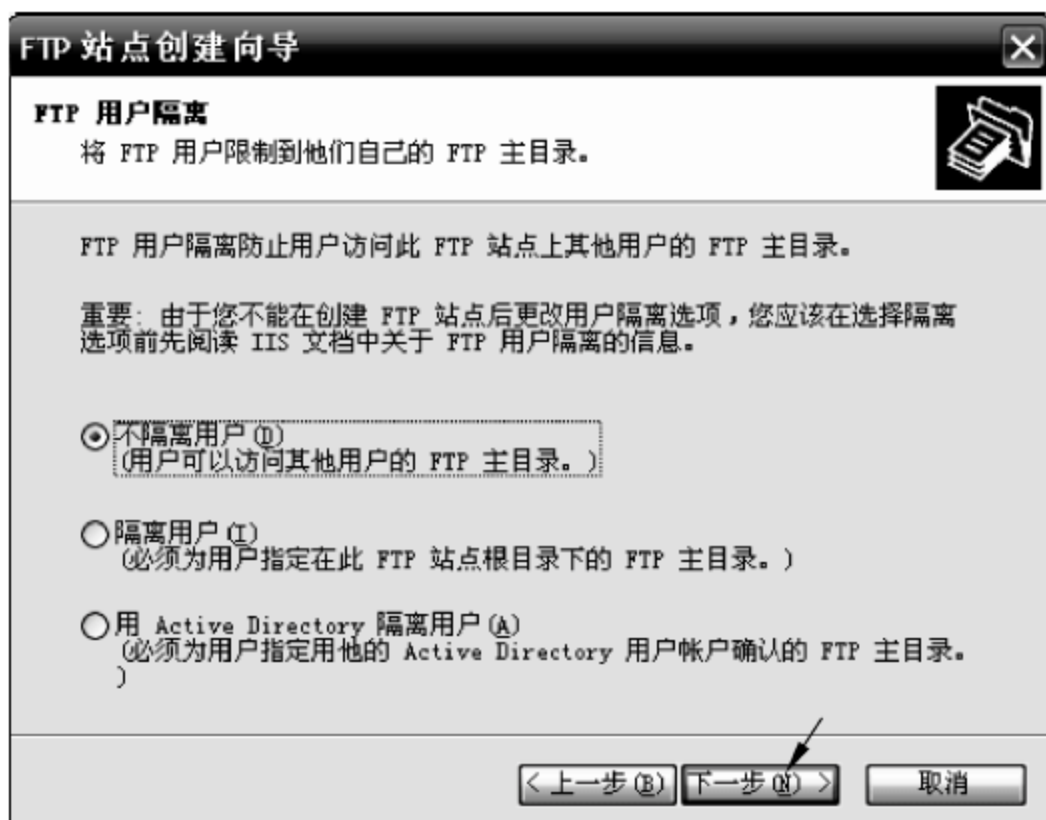 FTP 站点创建向导
FTP 用户隔离
将 FTP 用户限制到他们自己的 FTP 主目录。
FTP 用户隔离防止用户访问此 FTP 站点上其他用户的 FTP 主目录。
重要: 由于您不能在创建 FTP 站点后更改用户隔离选项，您应该在选择隔离
选项前先阅读 IIS 文档中关于 FTP 用户隔离的信息。
不隔离用户(D)
(用户可以访问其他用户的 FTP 主目录。)
隔离用户(I)
(必须为用户指定在此 FTP 站点根目录下的 FTP 主目录。)
用 Active Directory 隔离用户(A)
(必须为用户指定用他的 Active Directory 用户帐户确认的 FTP 主目录。
)
< 上一步(B) 下一步(N) > 取消